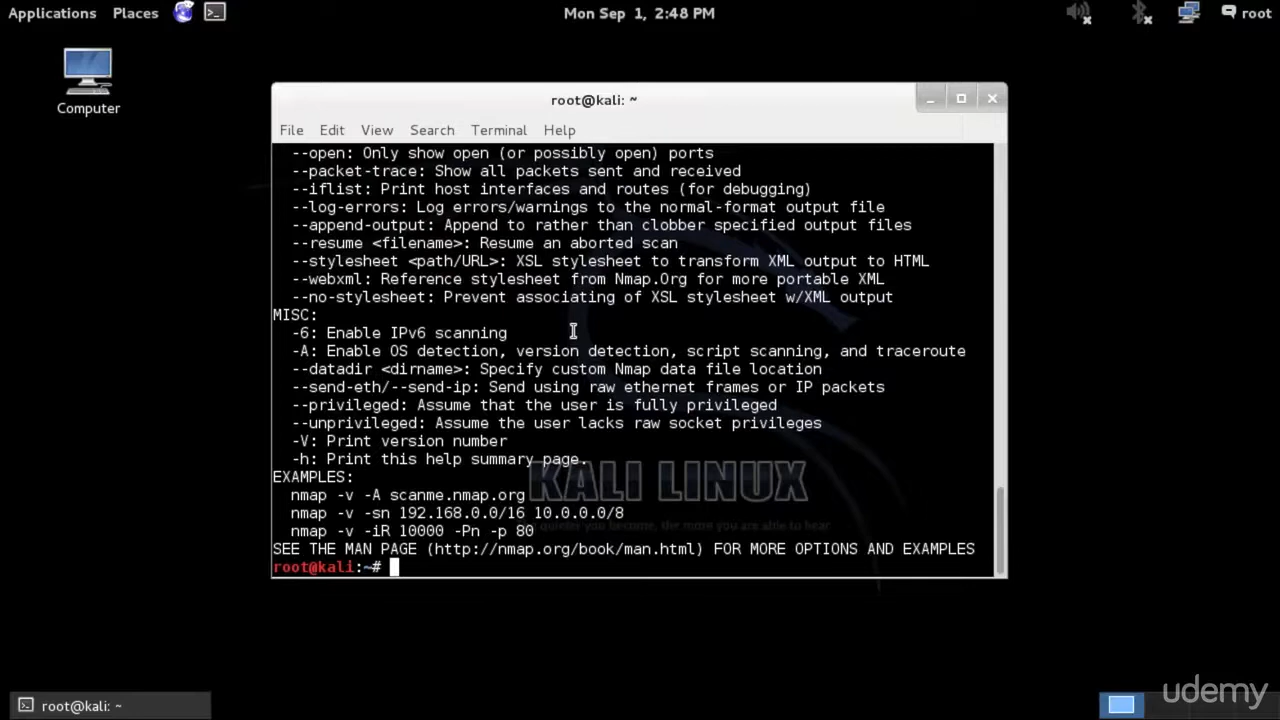 Applications Places Mon Sep 1, 2:48 PM root
Computer
root@kali: ~
File Edit View Search Terminal Help
--open: Only show open (or possibly open) ports
--packet-trace: Show all packets sent and received
--iflist: Print host interfaces and routes (for debugging)
--log-errors: Log errors/warnings to the normal-format output file
--append-output: Append to rather than clobber specified output files
--resume <filename>: Resume an aborted scan
--stylesheet <path/URL>: XSL stylesheet to transform XML output to HTML
--webxml: Reference stylesheet from Nmap.Org for more portable XML
--no-stylesheet: Prevent associating of XSL stylesheet w/XML output
MISC:
-6: Enable IPv6 scanning
-A: Enable OS detection, version detection, script scanning, and traceroute
--datadir <dirname>: Specify custom Nmap data file location
--send-eth/--send-ip: Send using raw ethernet frames or IP packets
--privileged: Assume that the user is fully privileged
--unprivileged: Assume the user lacks raw socket privileges
-V: Print version number
-h: Print this help summary page.
EXAMPLES:
nmap -v -A scanme.nmap.org
nmap -v -sn 192.168.0.0/16 10.0.0.0/8
nmap -v -iR 10000 -Pn -p 80
SEE THE MAN PAGE (http://nmap.org/book/man.html) FOR MORE OPTIONS AND EXAMPLES
root@kali:~#
KALI LINUX
quieter you become, the more you are able to hear
root@kali: ~
udemy